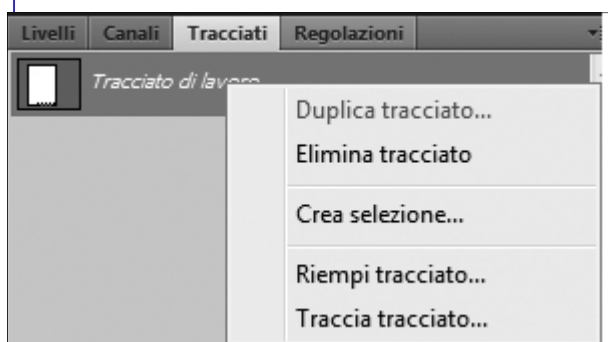 Livelli Canali Tracciati Regolazioni
Tracciato di lavoro
Duplica tracciato...
Elimina tracciato
Crea selezione...
Riempi tracciato...
Traccia tracciato...